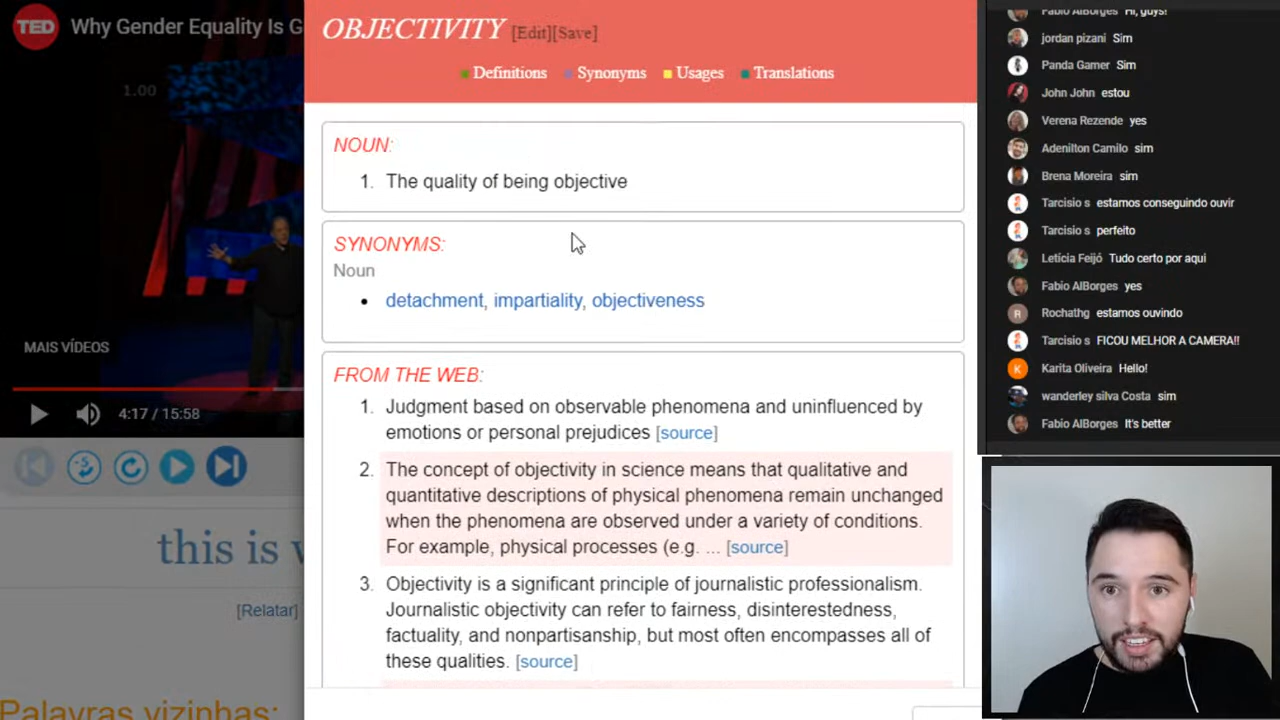 TED
Why Gender Equality Is G
1.00
MAIS VÍDEOS
4:17 / 15:58
-5
this is
[Relatar]
Palavras vizinhas:
OBJECTIVITY [Edit][Save]
Definitions Synonyms Usages Translations
NOUN:
1. The quality of being objective
SYNONYMS:
Noun
• detachment, impartiality, objectiveness
FROM THE WEB:
1. Judgment based on observable phenomena and uninfluenced by
emotions or personal prejudices [source]
2. The concept of objectivity in science means that qualitative and
quantitative descriptions of physical phenomena remain unchanged
when the phenomena are observed under a variety of conditions.
For example, physical processes (e.g. ... [source]
3. Objectivity is a significant principle of journalistic professionalism.
Journalistic objectivity can refer to fairness, disinterestedness,
factuality, and nonpartisanship, but most often encompasses all of
these qualities. [source]
Fabio AlBorges Hi, guys!
jordan pizani Sim
Panda Gamer Sim
John John estou
Verena Rezende yes
Adenilton Camilo sim
Brena Moreira sim
Tarcisio s estamos conseguindo ouvir
Tarcisio s perfeito
Letícia Feijó Tudo certo por aqui
Fabio AlBorges yes
R Rochathg estamos ouvindo
Tarcisio s FICOU MELHOR A CAMERA!!
K Karita Oliveira Hello!
wanderley silva Costa sim
Fabio AlBorges It's better